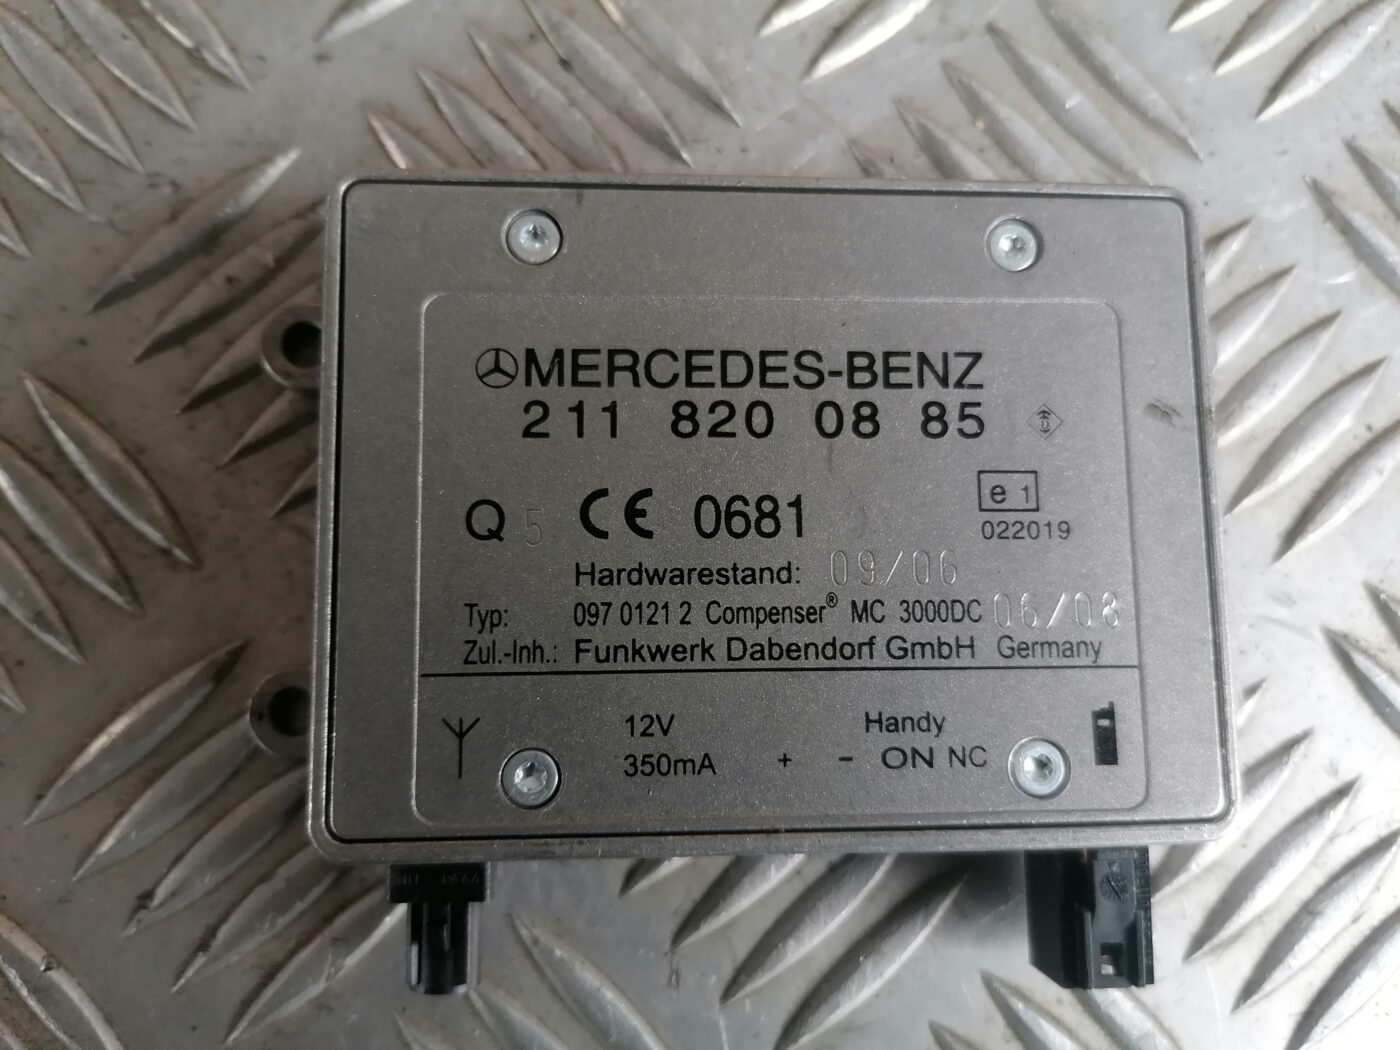 MERCEDES-BENZ
211 820 08 85
Q 5 CE 0681
e 1
022019
Hardwarestand: 09/06
Typ: 097 0121 2 Compenser® MC 3000DC 06/08
Zul.-Inh.: Funkwerk Dabendorf GmbH Germany
12V Handy
350mA + - ON NC